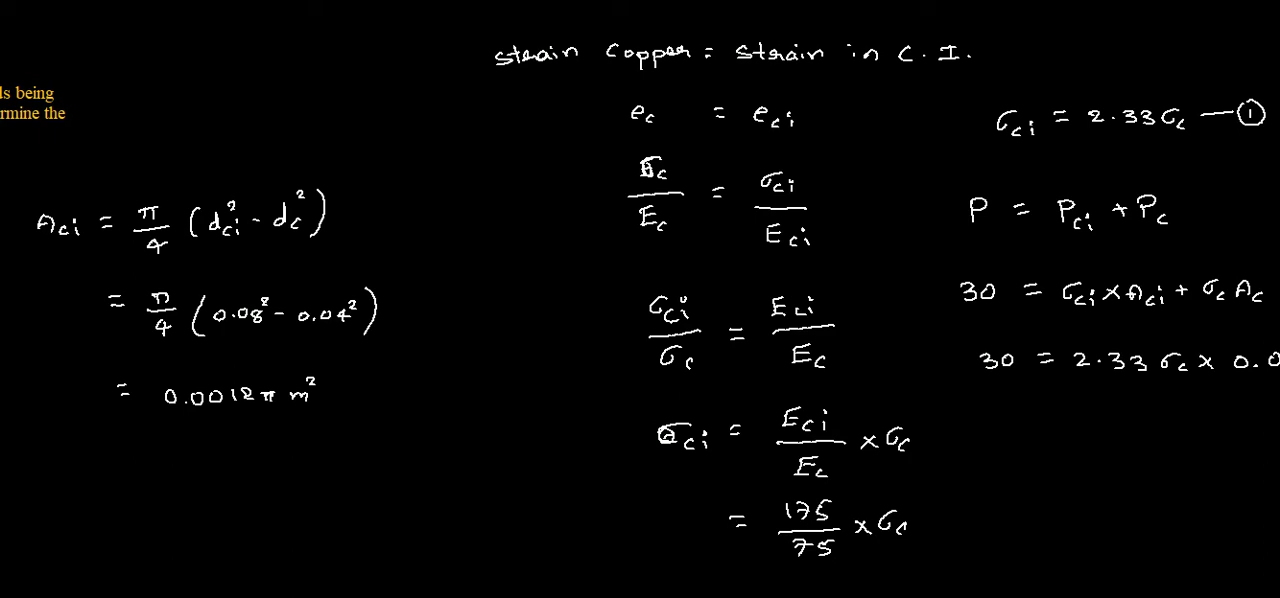 strain copper = strain in C.I.
ls being
rmine the
e_c = e_ci
σ_ci = 2.33σ_c — ①
σ_c/E_c = σ_ci/E_ci
A_ci = π/4 (d_ci² - d_c²)
P = P_ci + P_c
= π/4 (0.08² - 0.04²)
σ_ci/σ_c = E_ci/E_c
30 = σ_ci × A_ci + σ_c A_c
30 = 2.33 σ_c × 0.0
= 0.0012π m²
σ_ci = E_ci/E_c × σ_c
= 175/75 × σ_c